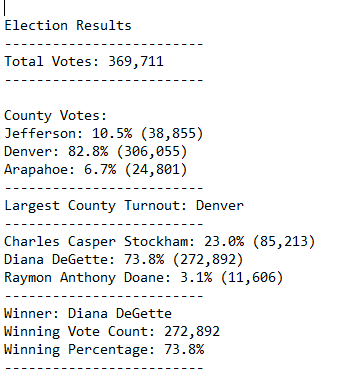 Election Results
-------------------------
Total Votes: 369,711
-------------------------
County Votes:
Jefferson: 10.5% (38,855)
Denver: 82.8% (306,055)
Arapahoe: 6.7% (24,801)
-------------------------
Largest County Turnout: Denver
-------------------------
Charles Casper Stockham: 23.0% (85,213)
Diana DeGette: 73.8% (272,892)
Raymon Anthony Doane: 3.1% (11,606)
-------------------------
Winner: Diana DeGette
Winning Vote Count: 272,892
Winning Percentage: 73.8%
-------------------------